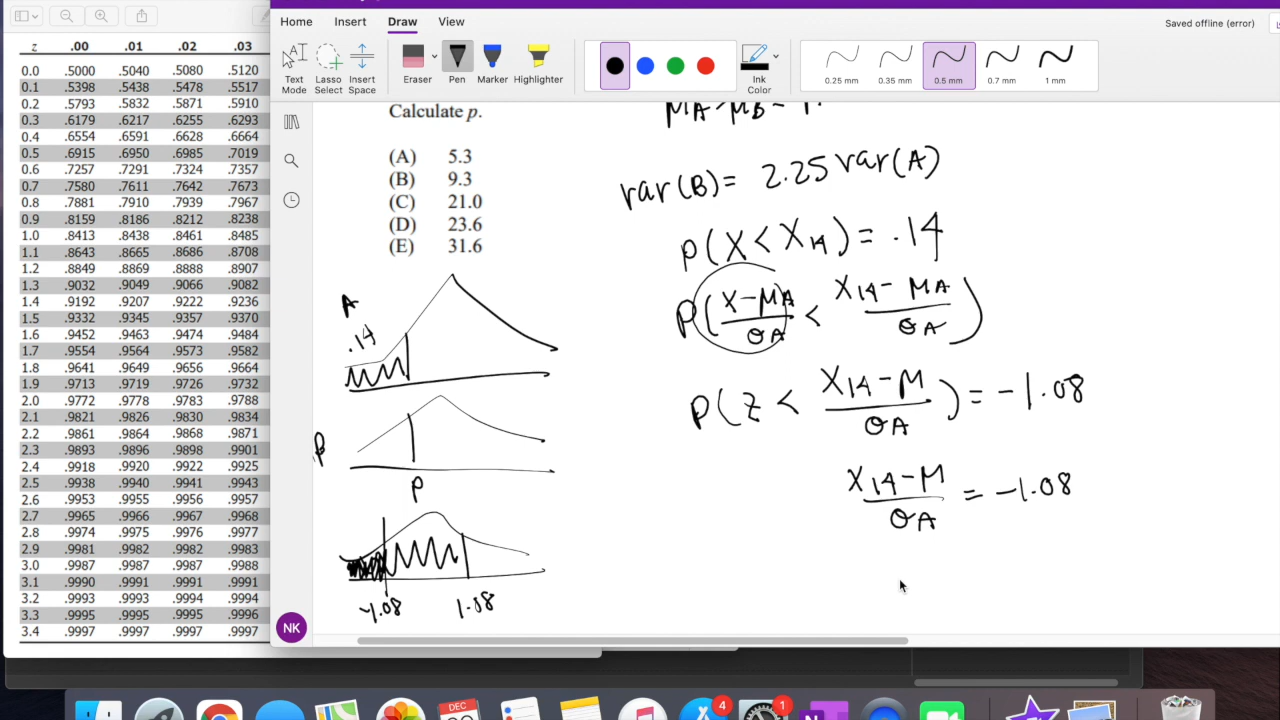 Home Insert Draw View
Saved offline (error)
Text Mode
Lasso Select
Insert Space
Eraser
Pen
Marker
Highlighter
Ink Color
0.25 mm
0.35 mm
0.5 mm
0.7 mm
1 mm
z .00 .01 .02 .03
0.0 .5000 .5040 .5080 .5120
0.1 .5398 .5438 .5478 .5517
0.2 .5793 .5832 .5871 .5910
0.3 .6179 .6217 .6255 .6293
0.4 .6554 .6591 .6628 .6664
0.5 .6915 .6950 .6985 .7019
0.6 .7257 .7291 .7324 .7357
0.7 .7580 .7611 .7642 .7673
0.8 .7881 .7910 .7939 .7967
0.9 .8159 .8186 .8212 .8238
1.0 .8413 .8438 .8461 .8485
1.1 .8643 .8665 .8686 .8708
1.2 .8849 .8869 .8888 .8907
1.3 .9032 .9049 .9066 .9082
1.4 .9192 .9207 .9222 .9236
1.5 .9332 .9345 .9357 .9370
1.6 .9452 .9463 .9474 .9484
1.7 .9554 .9564 .9573 .9582
1.8 .9641 .9649 .9656 .9664
1.9 .9713 .9719 .9726 .9732
2.0 .9772 .9778 .9783 .9788
2.1 .9821 .9826 .9830 .9834
2.2 .9861 .9864 .9868 .9871
2.3 .9893 .9896 .9898 .9901
2.4 .9918 .9920 .9922 .9925
2.5 .9938 .9940 .9941 .9943
2.6 .9953 .9955 .9956 .9957
2.7 .9965 .9966 .9967 .9968
2.8 .9974 .9975 .9976 .9977
2.9 .9981 .9982 .9982 .9983
3.0 .9987 .9987 .9987 .9988
3.1 .9990 .9991 .9991 .9991
3.2 .9993 .9993 .9994 .9994
3.3 .9995 .9995 .9995 .9996
3.4 .9997 .9997 .9997 .9997
Calculate p.
(A) 5.3
(B) 9.3
(C) 21.0
(D) 23.6
(E) 31.6
A
.14
B
P
-1.08 1.08
var(B)= 2.25 var(A)
P(X<X14)=.14
P(X-MA/σA < X14-MA/σA)
P(Z < X14-M/σA)=-1.08
X14-M/σA = -1.08
NK
DEC
4
1